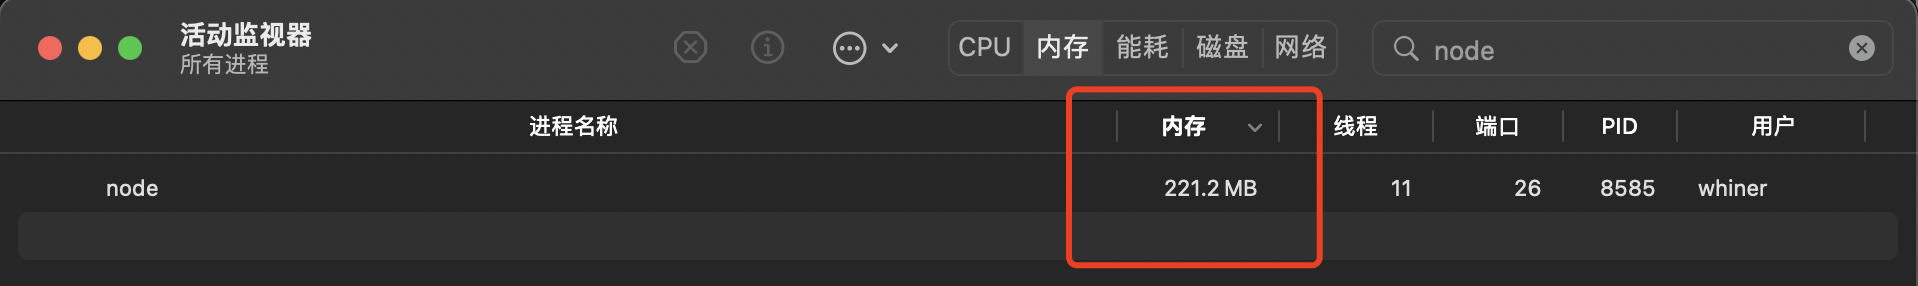 活动监视器
所有进程
CPU 内存 能耗 磁盘 网络 node
进程名称 内存 线程 端口 PID 用户
node 221.2 MB 11 26 8585 whiner